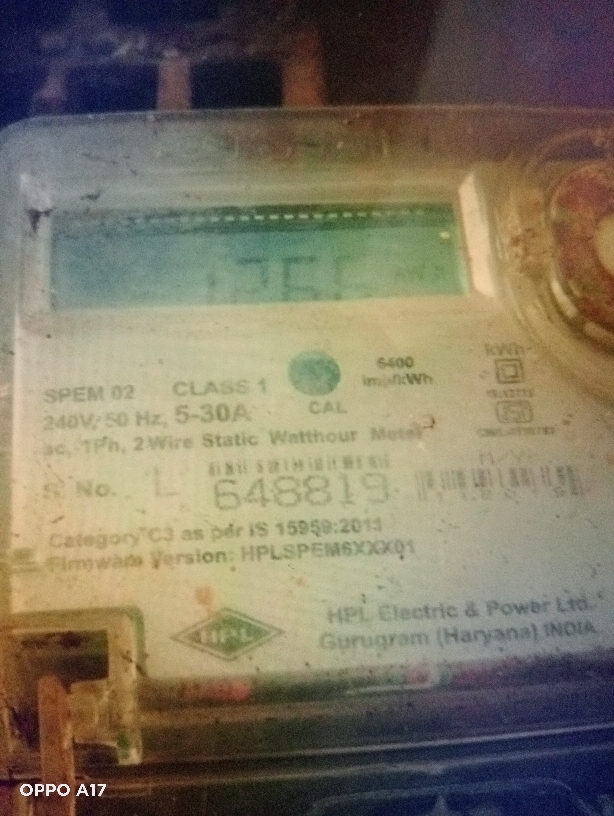 SPEM 02 CLASS 1
6400
imp/kWh
kWh
240V, 50 Hz, 5-30A
CAL
ac, 1Ph, 2 Wire Static Watthour Meter
S. No. L 648819
Category C3 as per IS 15959:2011
Firmware Version: HPLSPEM6XXX01
HPL
HPL Electric & Power Ltd.
Gurugram (Haryana) INDIA
OPPO A17